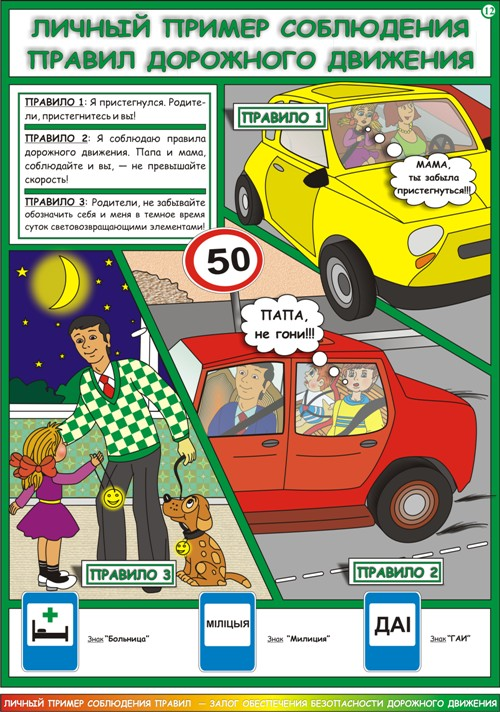 12
ЛИЧНЫЙ ПРИМЕР СОБЛЮДЕНИЯ
ПРАВИЛ ДОРОЖНОГО ДВИЖЕНИЯ
ПРАВИЛО 1: Я пристегнулся. Родите-
ли, пристегнитесь и вы!
ПРАВИЛО 2: Я соблюдаю правила
дорожного движения. Папа и мама,
соблюдайте и вы, — не превышайте
скорость!
ПРАВИЛО 3: Родители, не забывайте
обозначить себя и меня в темное время
суток световозвращающими элементами!
ПРАВИЛО 1
МАМА,
ты забыла
пристегнуться!!!
50
ПАПА,
не гони!!!
ПРАВИЛО 3
ПРАВИЛО 2
Знак "Больница"
МІЛІЦЫЯ
Знак "Милиция"
ДАІ
Знак "ГАИ"
ЛИЧНЫЙ ПРИМЕР СОБЛЮДЕНИЯ ПРАВИЛ — ЗАЛОГ ОБЕСПЕЧЕНИЯ БЕЗОПАСНОСТИ ДОРОЖНОГО ДВИЖЕНИЯ